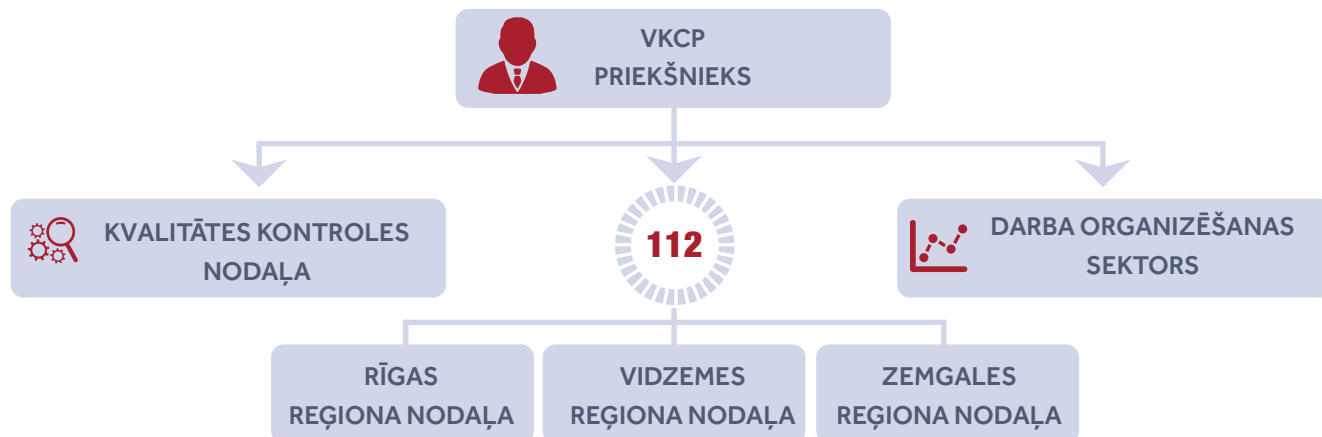 VKCP
PRIEKŠNIEKS
KVALITĀTES KONTROLES
NODAĻA
112
DARBA ORGANIZĒŠANAS
SEKTORS
RĪGAS
REĢIONA NODAĻA
VIDZEMES
REĢIONA NODAĻA
ZEMGALES
REĢIONA NODAĻA